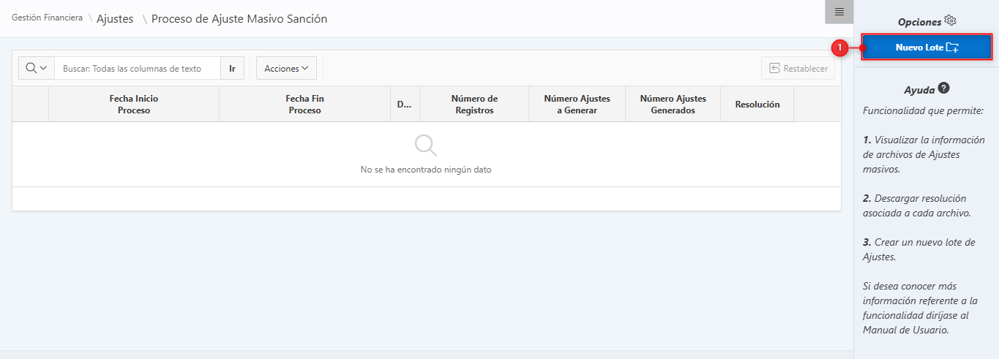 Gestión Financiera \ Ajustes \ Proceso de Ajuste Masivo Sanción
Buscar: Todas las columnas de texto
Ir
Acciones
Restablecer
Fecha Inicio
Proceso
Fecha Fin
Proceso
D...
Número de
Registros
Número Ajustes
a Generar
Número Ajustes
Generados
Resolución
No se ha encontrado ningún dato
Opciones
1
Nuevo Lote
Ayuda
Funcionalidad que permite:
1. Visualizar la información
de archivos de Ajustes
masivos.
2. Descargar resolución
asociada a cada archivo.
3. Crear un nuevo lote de
Ajustes.
Si desea conocer más
información referente a la
funcionalidad diríjase al
Manual de Usuario.